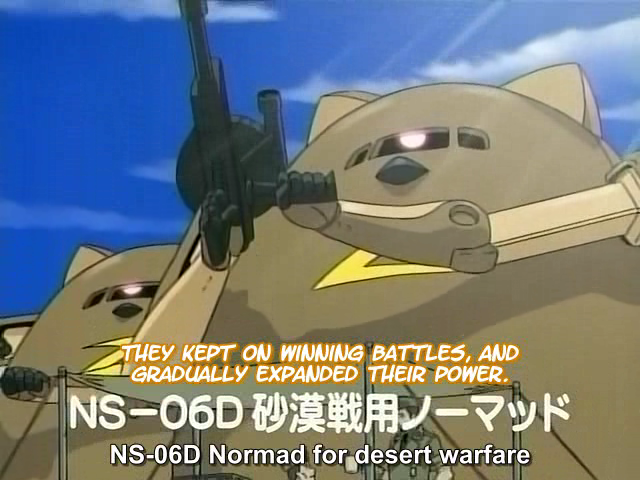 THEY KEPT ON WINNING BATTLES, AND
GRADUALLY EXPANDED THEIR POWER.
NS-06D 砂漠戦用ノーマッド
NS-06D Normad for desert warfare